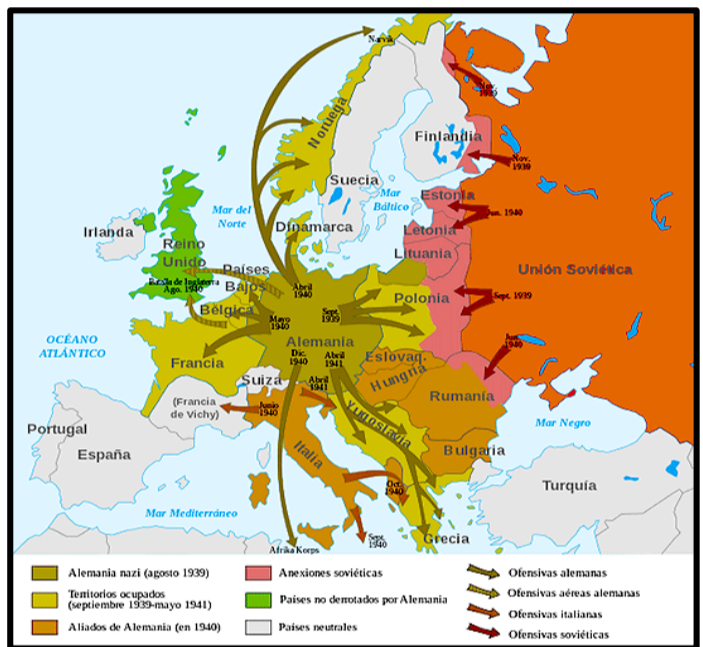 Narvik
Noruega
Nov.
1939
Finlandia
Nov.
1939
Suecia
Mar
Báltico
Estonia
Jun. 1940
Letonia
Lituania
Mar del
Norte
Dinamarca
Irlanda
Reino
Unido
Batalla de Inglaterra
Ago. 1940
Países
Bajos
Bélgica
Abril
1940
Mayo
1940
Sept.
1939
Polonia
Sept. 1939
Unión Soviética
OCÉANO
ATLÁNTICO
Alemania
Dic.
1940
Abril
1941
Abril
1941
Jun.
1940
Francia
Eslovaq.
Hungría
Suiza
(Francia
de Vichy)
Junio
1940
Rumanía
Yugoslavia
Mar Negro
Portugal
España
Italia
Bulgaria
Turquía
Oct.
1940
Mar Mediterráneo
Sept.
1940
Grecia
Afrika Korps
Alemania nazi (agosto 1939)
Territorios ocupados
(septiembre 1939-mayo 1941)
Aliados de Alemania (en 1940)
Anexiones soviéticas
Países no derrotados por Alemania
Países neutrales
Ofensivas alemanas
Ofensivas aéreas alemanas
Ofensivas italianas
Ofensivas soviéticas